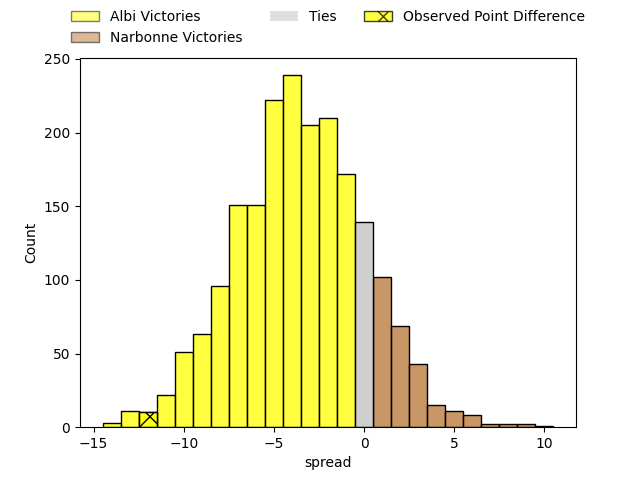 Albi Victories
Ties
Observed Point Difference
Narbonne Victories
250
200
150
100
50
0
Count
−15
−10
−5
0
5
10
spread